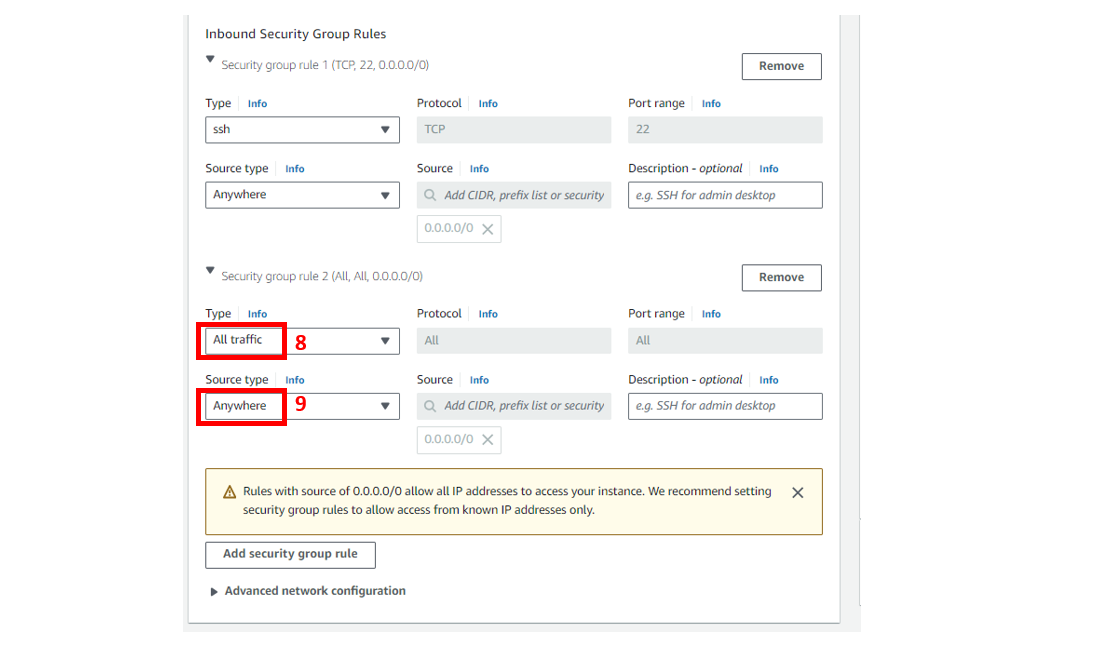 Inbound Security Group Rules
Security group rule 1 (TCP, 22, 0.0.0.0/0)
Remove
Type Info Protocol Info Port range Info
ssh TCP 22
Source type Info Source Info Description - optional Info
Anywhere Add CIDR, prefix list or security e.g. SSH for admin desktop
0.0.0.0/0
Security group rule 2 (All, All, 0.0.0.0/0)
Remove
Type Info Protocol Info Port range Info
All traffic 8 All All
Source type Info Source Info Description - optional Info
Anywhere 9 Add CIDR, prefix list or security e.g. SSH for admin desktop
0.0.0.0/0
Rules with source of 0.0.0.0/0 allow all IP addresses to access your instance. We recommend setting
security group rules to allow access from known IP addresses only.
Add security group rule
Advanced network configuration